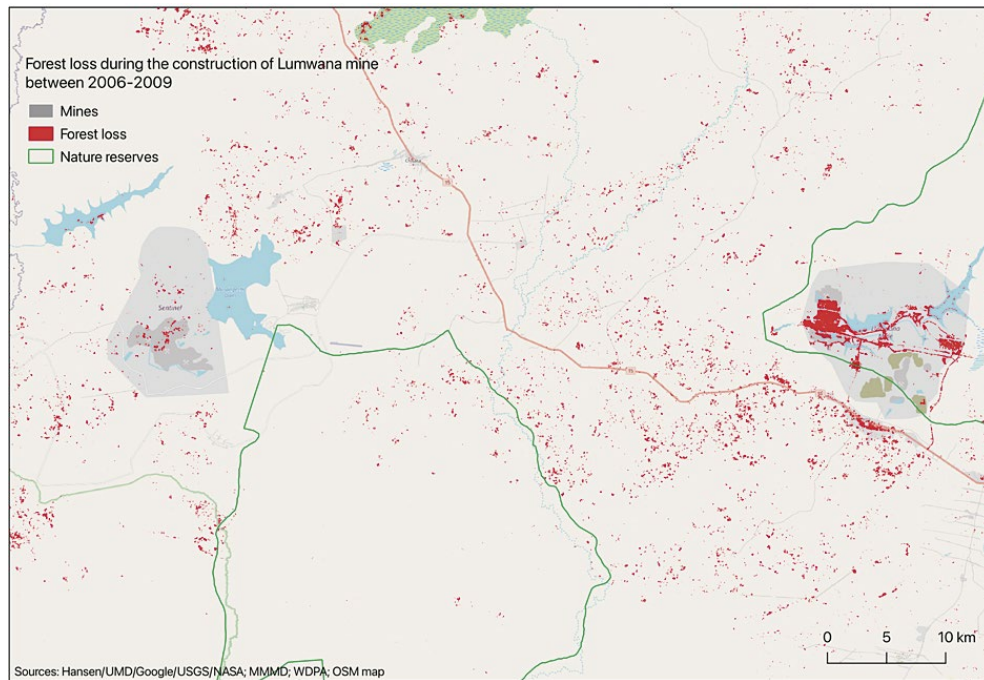 Forest loss during the construction of Lumwana mine
between 2006-2009
Mines
Forest loss
Nature reserves
Sentinel
0 5 10 km
Sources: Hansen/UMD/Google/USGS/NASA; MMMD; WDPA; OSM map